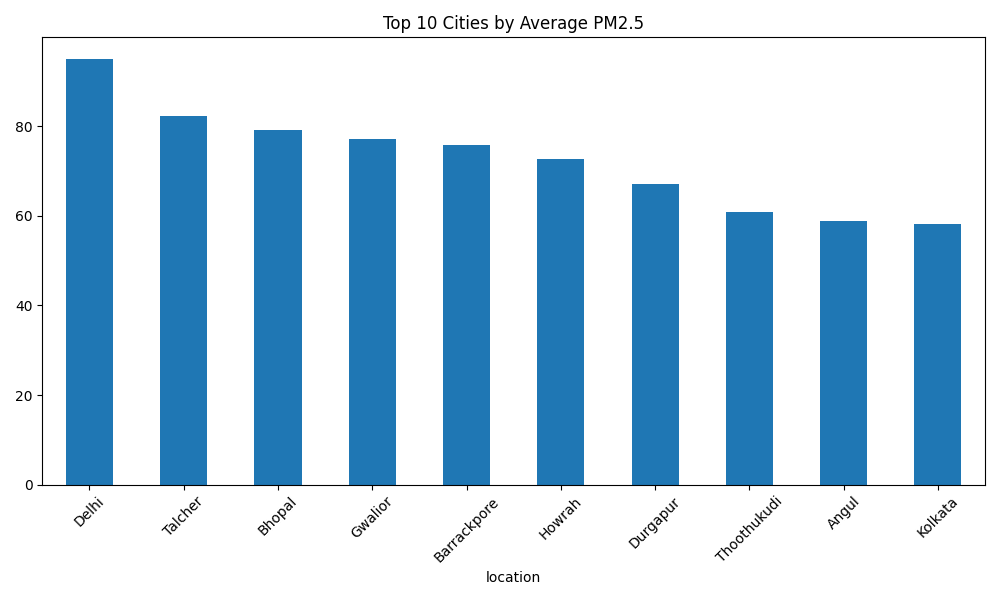 Top 10 Cities by Average PM2.5
80
60
40
20
0
Delhi
Talcher
Bhopal
Gwalior
Barrackpore
Howrah
Durgapur
Thoothukudi
Angul
Kolkata
location